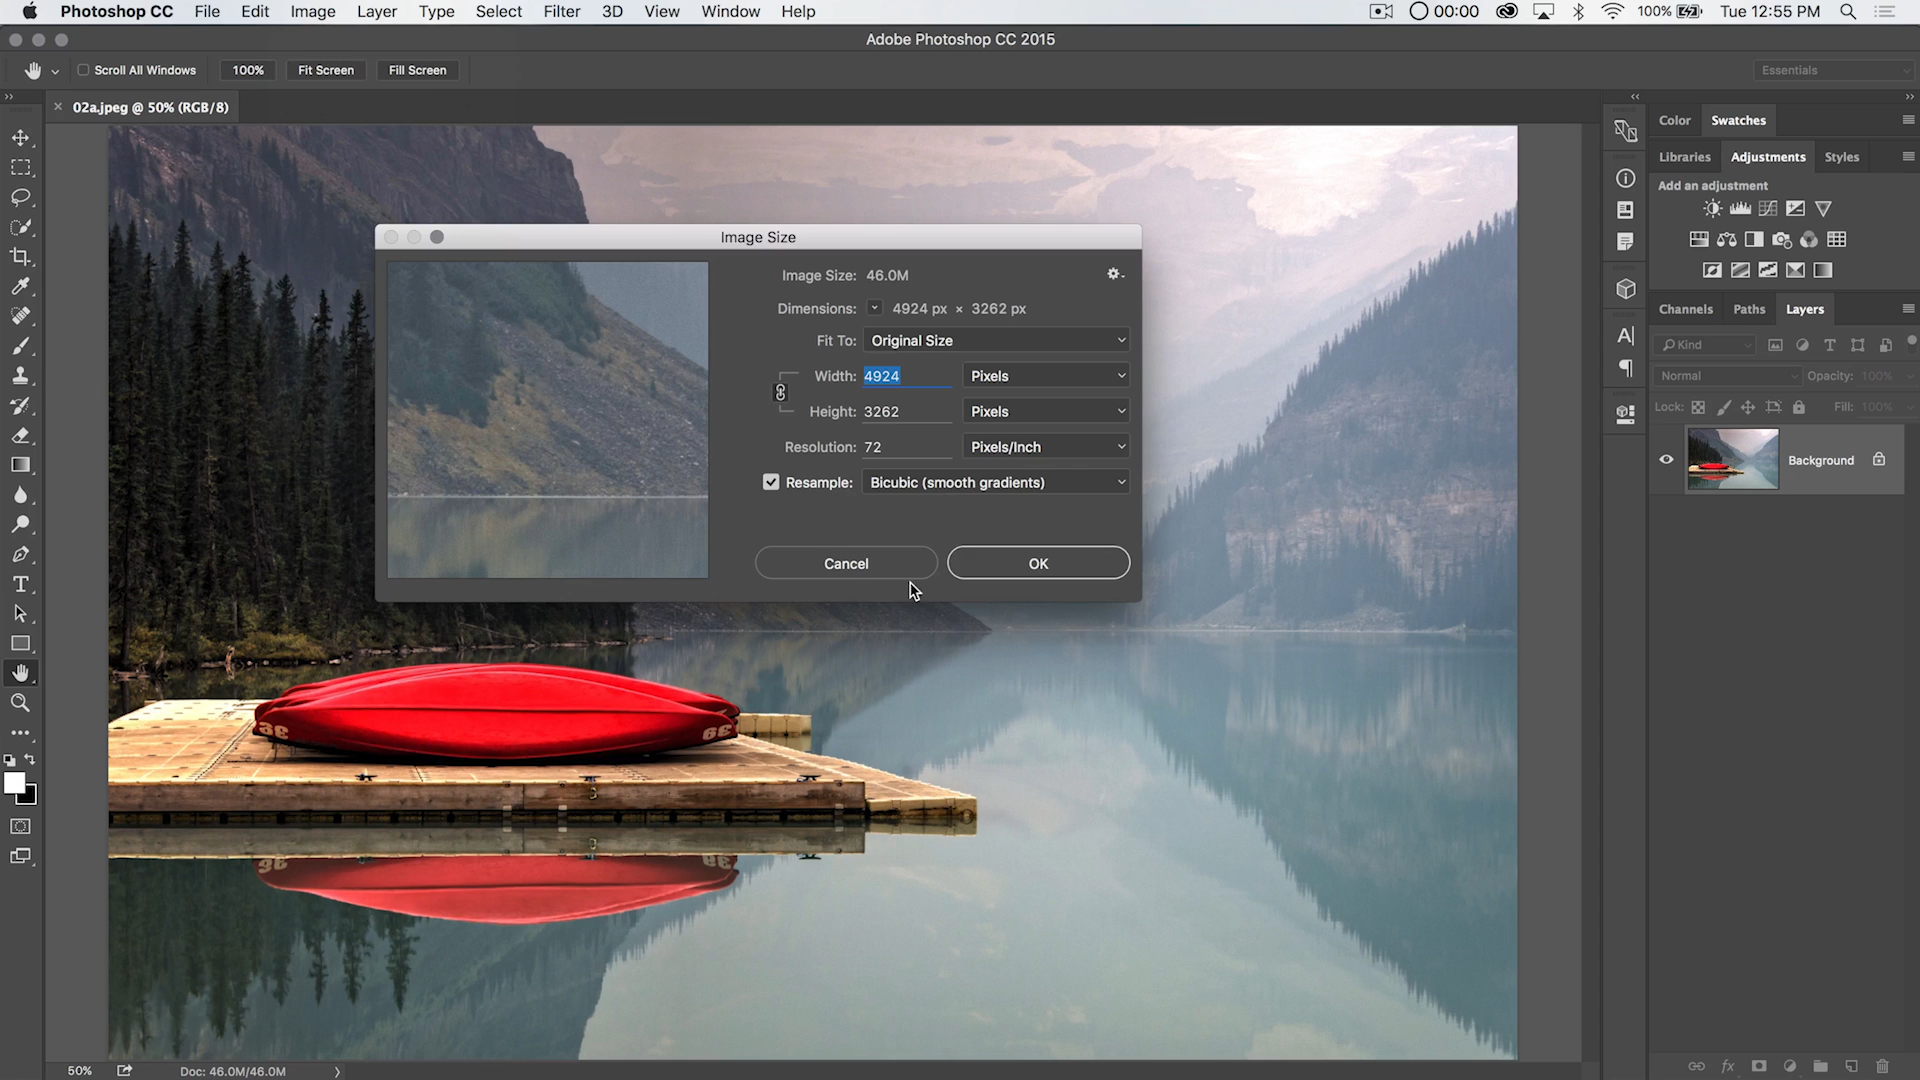 Photoshop CC File Edit Image Layer Type Select Filter 3D View Window Help 00:00 100% Tue 12:55 PM
Adobe Photoshop CC 2015
Scroll All Windows 100% Fit Screen Fill Screen Essentials
02a.jpeg @ 50% (RGB/8)
Color Swatches
Libraries Adjustments Styles
Add an adjustment
Image Size
Image Size: 46.0M
Dimensions: 4924 px × 3262 px
Fit To: Original Size
Width: 4924 Pixels
Height: 3262 Pixels
Resolution: 72 Pixels/Inch
Resample: Bicubic (smooth gradients)
Cancel OK
Channels Paths Layers
Kind
Normal Opacity: 100%
Lock: Fill: 100%
Background
50% Doc: 46.0M/46.0M